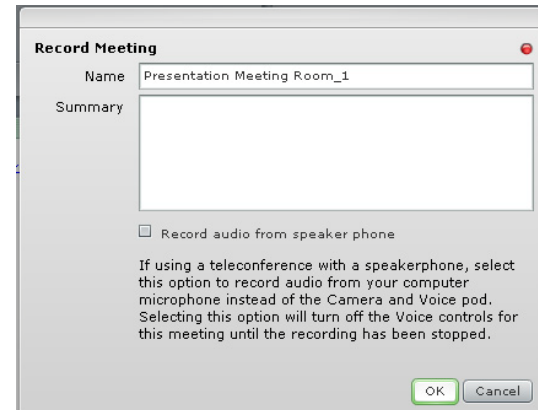 Record Meeting
Name Presentation Meeting Room_1
Summary
Record audio from speaker phone
If using a teleconference with a speakerphone, select
this option to record audio from your computer
microphone instead of the Camera and Voice pod.
Selecting this option will turn off the Voice controls for
this meeting until the recording has been stopped.
OK Cancel